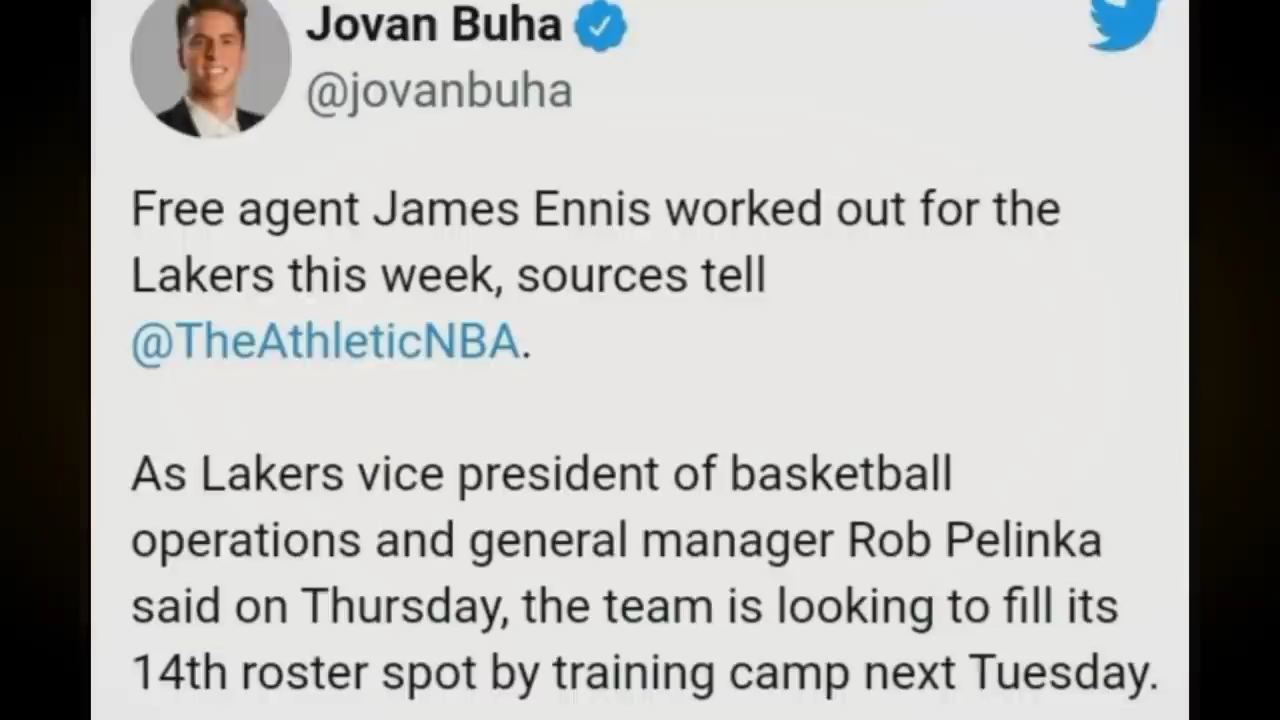 Jovan Buha
@jovanbuha
Free agent James Ennis worked out for the
Lakers this week, sources tell
@TheAthleticNBA.
As Lakers vice president of basketball
operations and general manager Rob Pelinka
said on Thursday, the team is looking to fill its
14th roster spot by training camp next Tuesday.